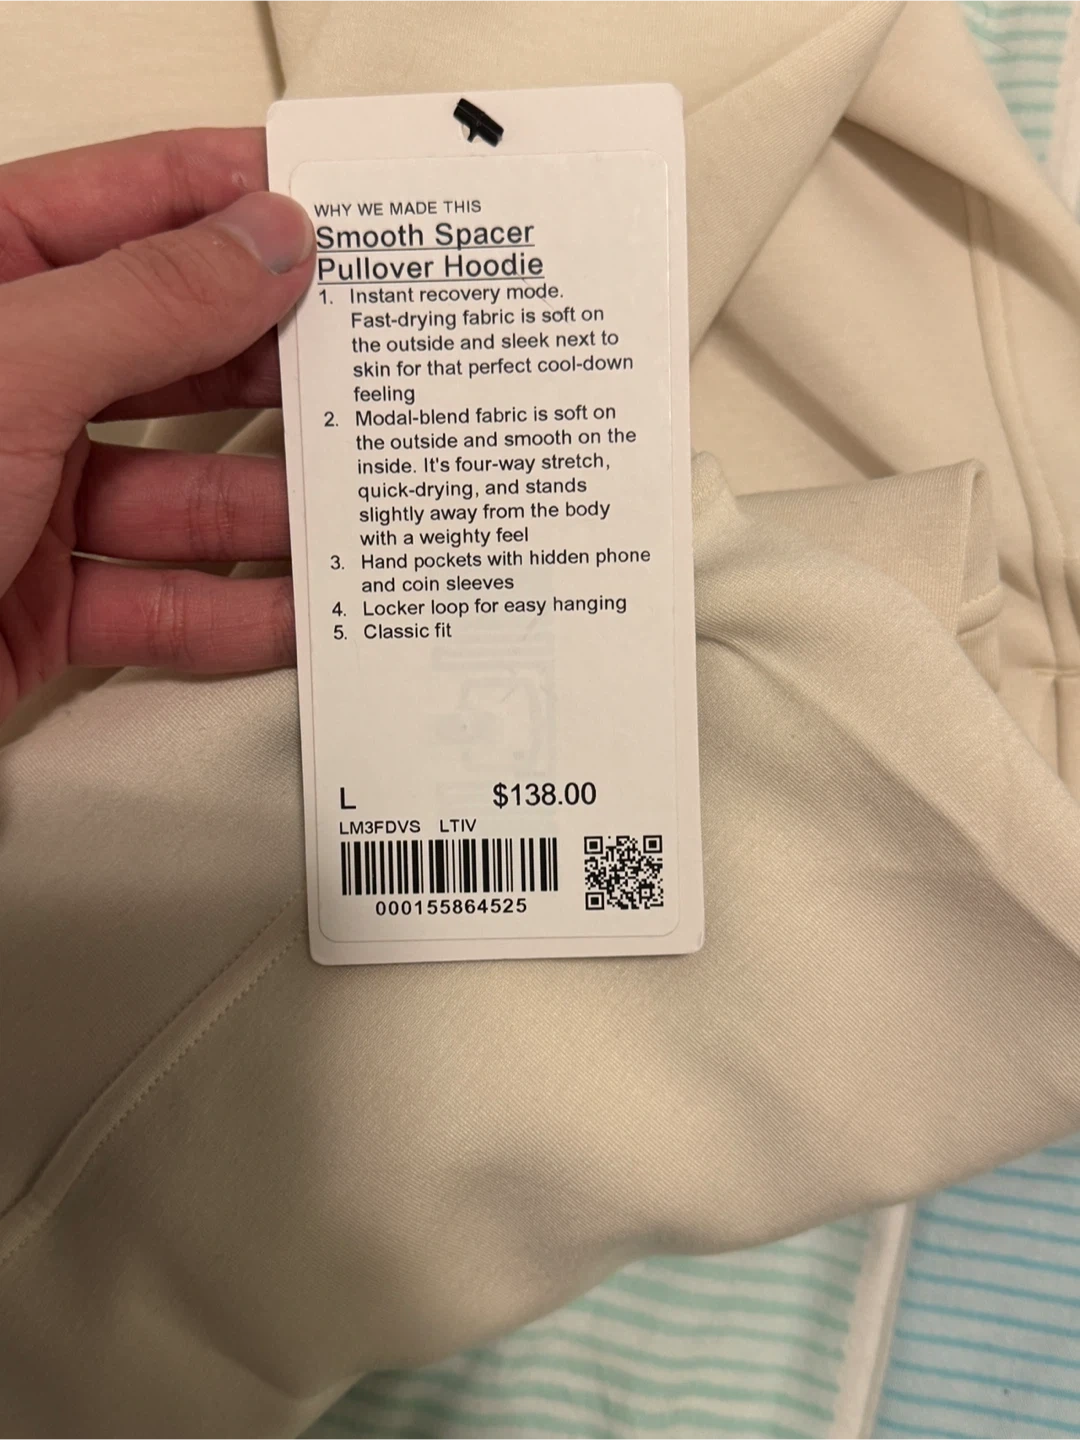 WHY WE MADE THIS
Smooth Spacer
Pullover Hoodie
1. Instant recovery mode.
Fast-drying fabric is soft on
the outside and sleek next to
skin for that perfect cool-down
feeling
2. Modal-blend fabric is soft on
the outside and smooth on the
inside. It's four-way stretch,
quick-drying, and stands
slightly away from the body
with a weighty feel
3. Hand pockets with hidden phone
and coin sleeves
4. Locker loop for easy hanging
5. Classic fit
L $138.00
LM3FDVS LTIV
000155864525